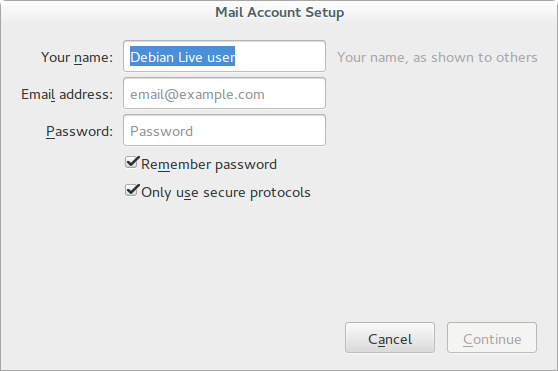 Mail Account Setup
Your name: Debian Live user Your name, as shown to others
Email address: email@example.com
Password: Password
Remember password
Only use secure protocols
Cancel Continue